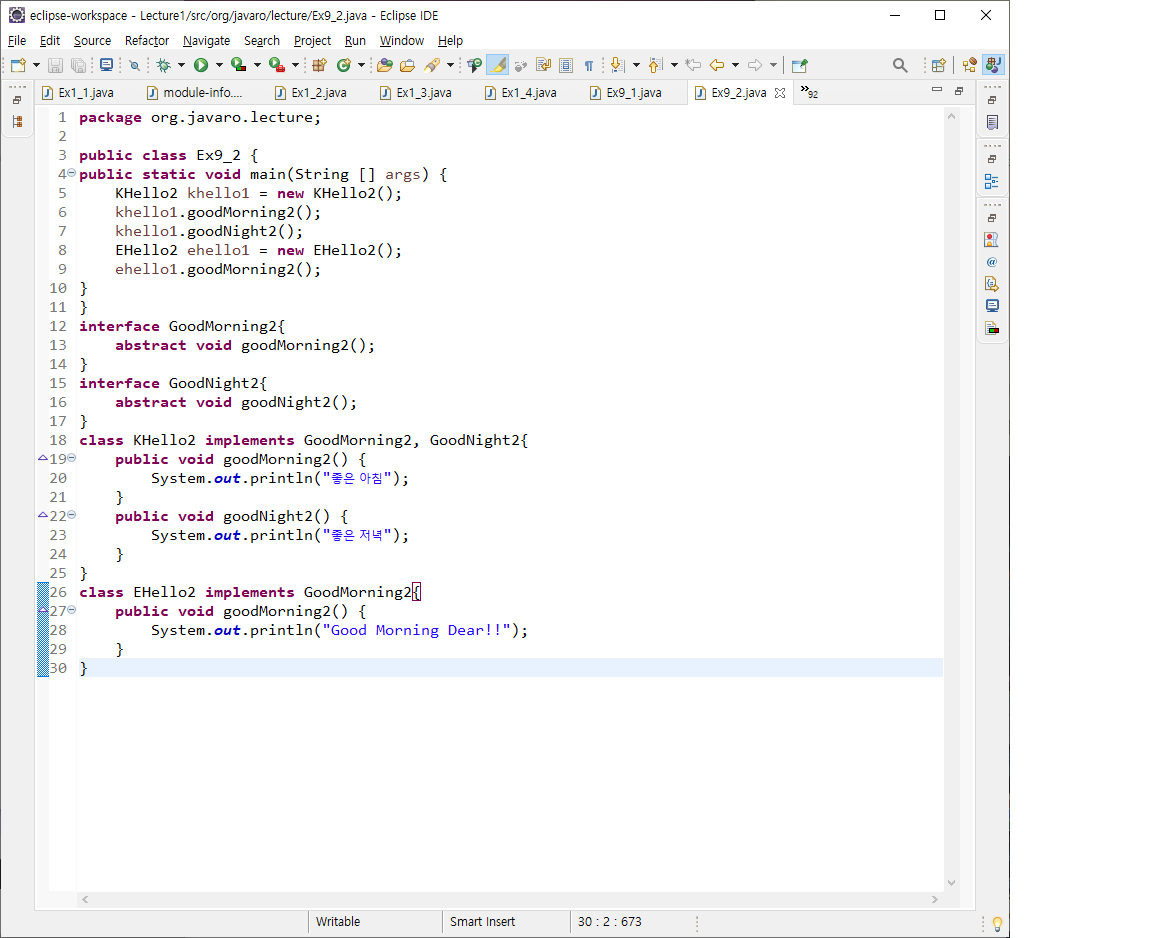 eclipse-workspace - Lecture1/src/org/javaro/lecture/Ex9_2.java - Eclipse IDE
File Edit Source Refactor Navigate Search Project Run Window Help
Ex1_1.java module-info.... Ex1_2.java Ex1_3.java Ex1_4.java Ex9_1.java Ex9_2.java »92
1 package org.javaro.lecture;
2
3 public class Ex9_2 {
4 public static void main(String [] args) {
5     KHello2 khello1 = new KHello2();
6     khello1.goodMorning2();
7     khello1.goodNight2();
8     EHello2 ehello1 = new EHello2();
9     ehello1.goodMorning2();
10 }
11 }
12 interface GoodMorning2{
13     abstract void goodMorning2();
14 }
15 interface GoodNight2{
16     abstract void goodNight2();
17 }
18 class KHello2 implements GoodMorning2, GoodNight2{
19     public void goodMorning2() {
20         System.out.println("좋은 아침");
21     }
22     public void goodNight2() {
23         System.out.println("좋은 저녁");
24     }
25 }
26 class EHello2 implements GoodMorning2{
27     public void goodMorning2() {
28         System.out.println("Good Morning Dear!!");
29     }
30 }
Writable Smart Insert 30 : 2 : 673